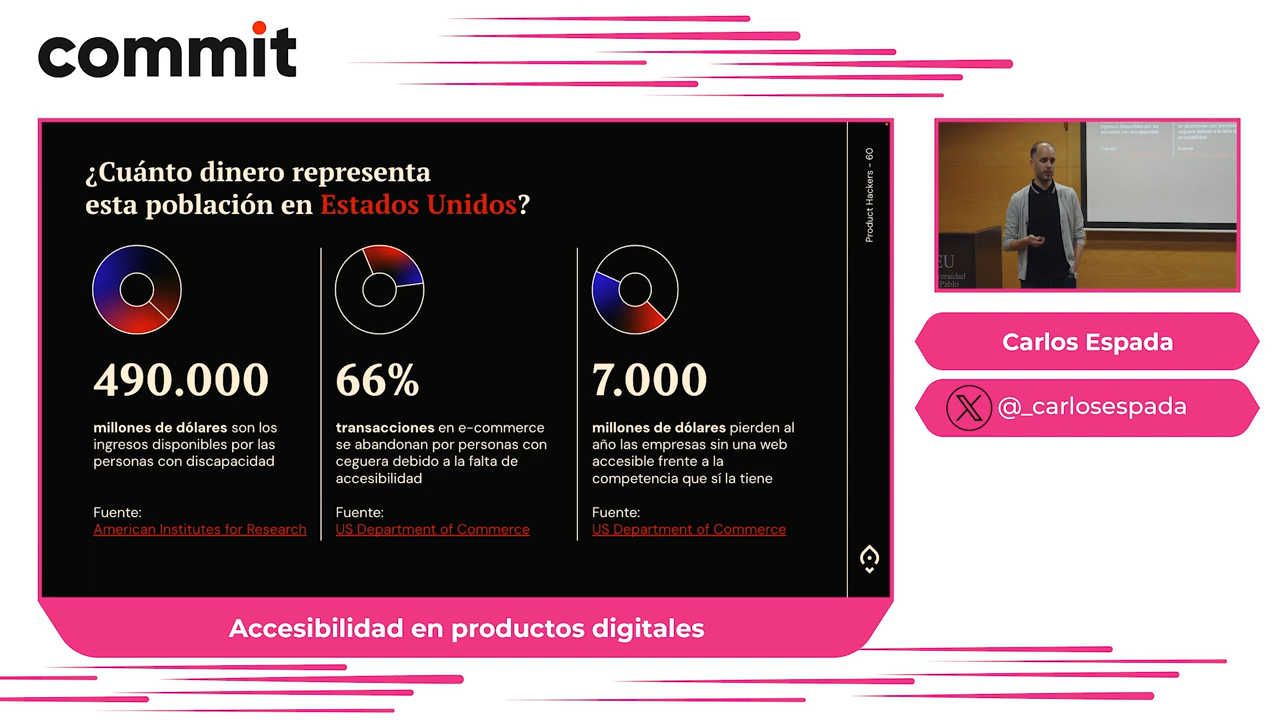 commit
¿Cuánto dinero representa
esta población en Estados Unidos?
490.000
millones de dólares son los
ingresos disponibles por las
personas con discapacidad
Fuente:
American Institutes for Research
66%
transacciones en e-commerce
se abandonan por personas con
ceguera debido a la falta de
accesibilidad
Fuente:
US Department of Commerce
7.000
millones de dólares pierden al
año las empresas sin una web
accesible frente a la
competencia que sí la tiene
Fuente:
US Department of Commerce
Product Hackers - 60
Carlos Espada
@_carlosespada
Accesibilidad en productos digitales